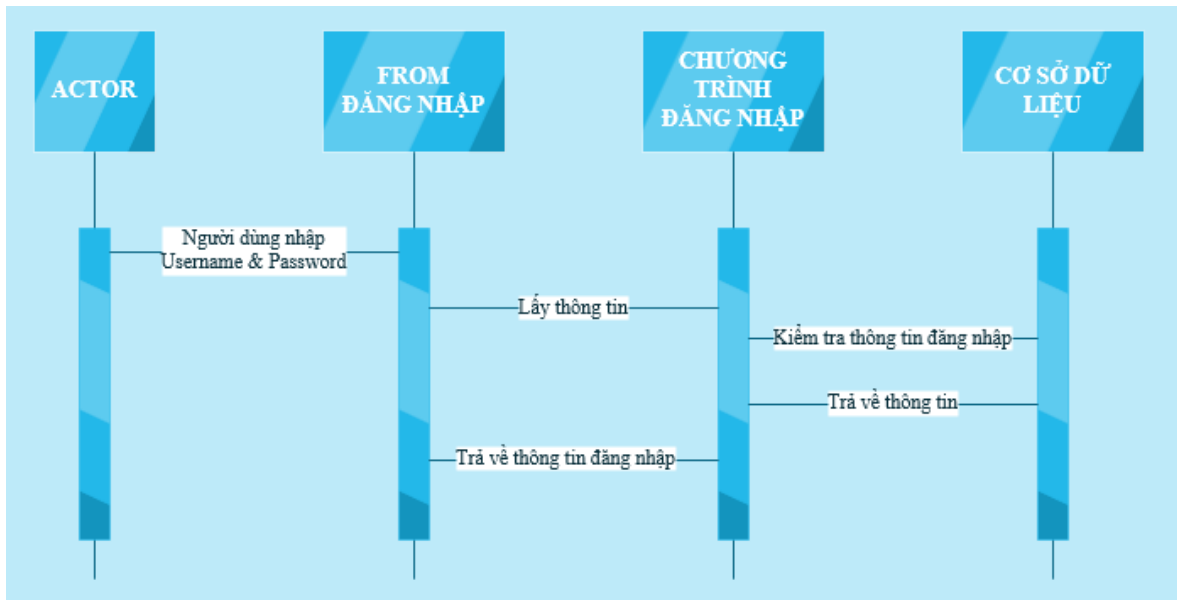 ACTOR
FROM
ĐĂNG NHẬP
CHƯƠNG
TRÌNH
ĐĂNG NHẬP
CƠ SỞ DỮ
LIỆU
Người dùng nhập
Username & Password
Lấy thông tin
Kiểm tra thông tin đăng nhập
Trả về thông tin
Trả về thông tin đăng nhập